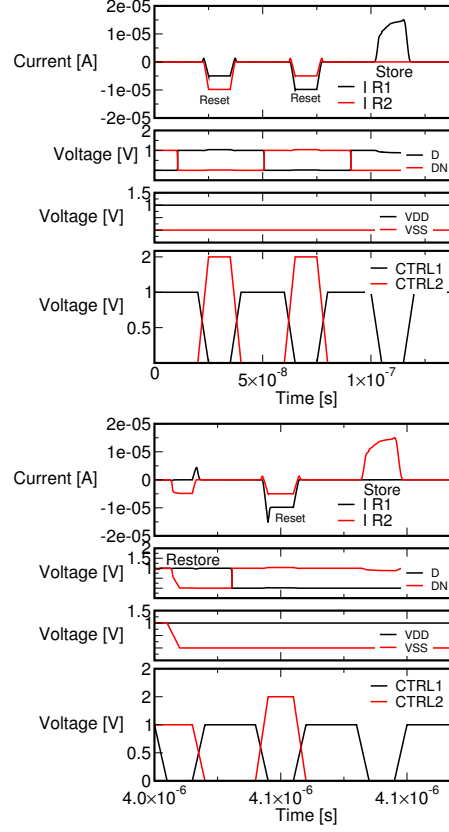 2e-05
1e-05
0
-1e-05
-2e-05
Current [A]
Store
I R1
I R2
Reset
Reset
2
1
0
Voltage [V]
D
DN
1.5
1
Voltage [V]
VDD
VSS
2
1
0.5
Voltage [V]
CTRL1
CTRL2
0
5×10⁻⁸
1×10⁻⁷
Time [s]
2e-05
1e-05
0
-1e-05
-2e-05
Current [A]
Store
I R1
I R2
Reset
2
1.5
1
Voltage [V]
Restore
D
DN
1.5
1
0.5
0
Voltage [V]
VDD
VSS
2
1
0.5
0
Voltage [V]
CTRL1
CTRL2
4.0×10⁻⁶
4.1×10⁻⁶
4.1×10⁻⁶
Time [s]